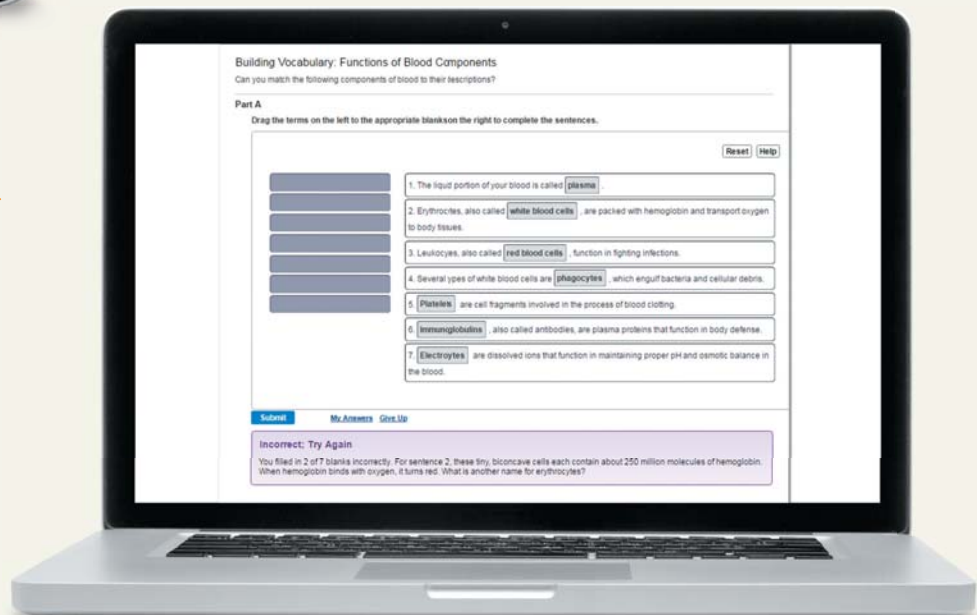 Building Vocabulary: Functions of Blood Components
Can you match the following components of blood to their tescriptions?
Part A
Drag the terms on the left to the appropriate blankson the right to complete the sentences.
Reset Help
1. The liqud portion of your blood is called plasma .
2. Erythrocites, also called white blood cells , are packed with hemoglobin and transport oxygen
to body tissues.
3. Leukocyes, also called red blood cells , function in fighting infections.
4. Several ypes of white blood cells are phagocytes , which engulf bacteria and cellular debris.
5. Platelets are cell fragments involved in the process of blood clotting.
6. Immunglobulins , also called antibodies, are plasma proteins that function in body defense.
7. Electroytes are dissolved ions that function in maintaining proper pH and osmotic balance in
the blood.
Submit My Answers Give Up
Incorrect; Try Again
You filled in 2 of 7 blanks incorrectly. For sentence 2, these tiny, biconcave cells each contain about 250 million molecules of hemoglobin.
When hemoglobin binds with oxygen, it turns red. What is another name for erythrocytes?